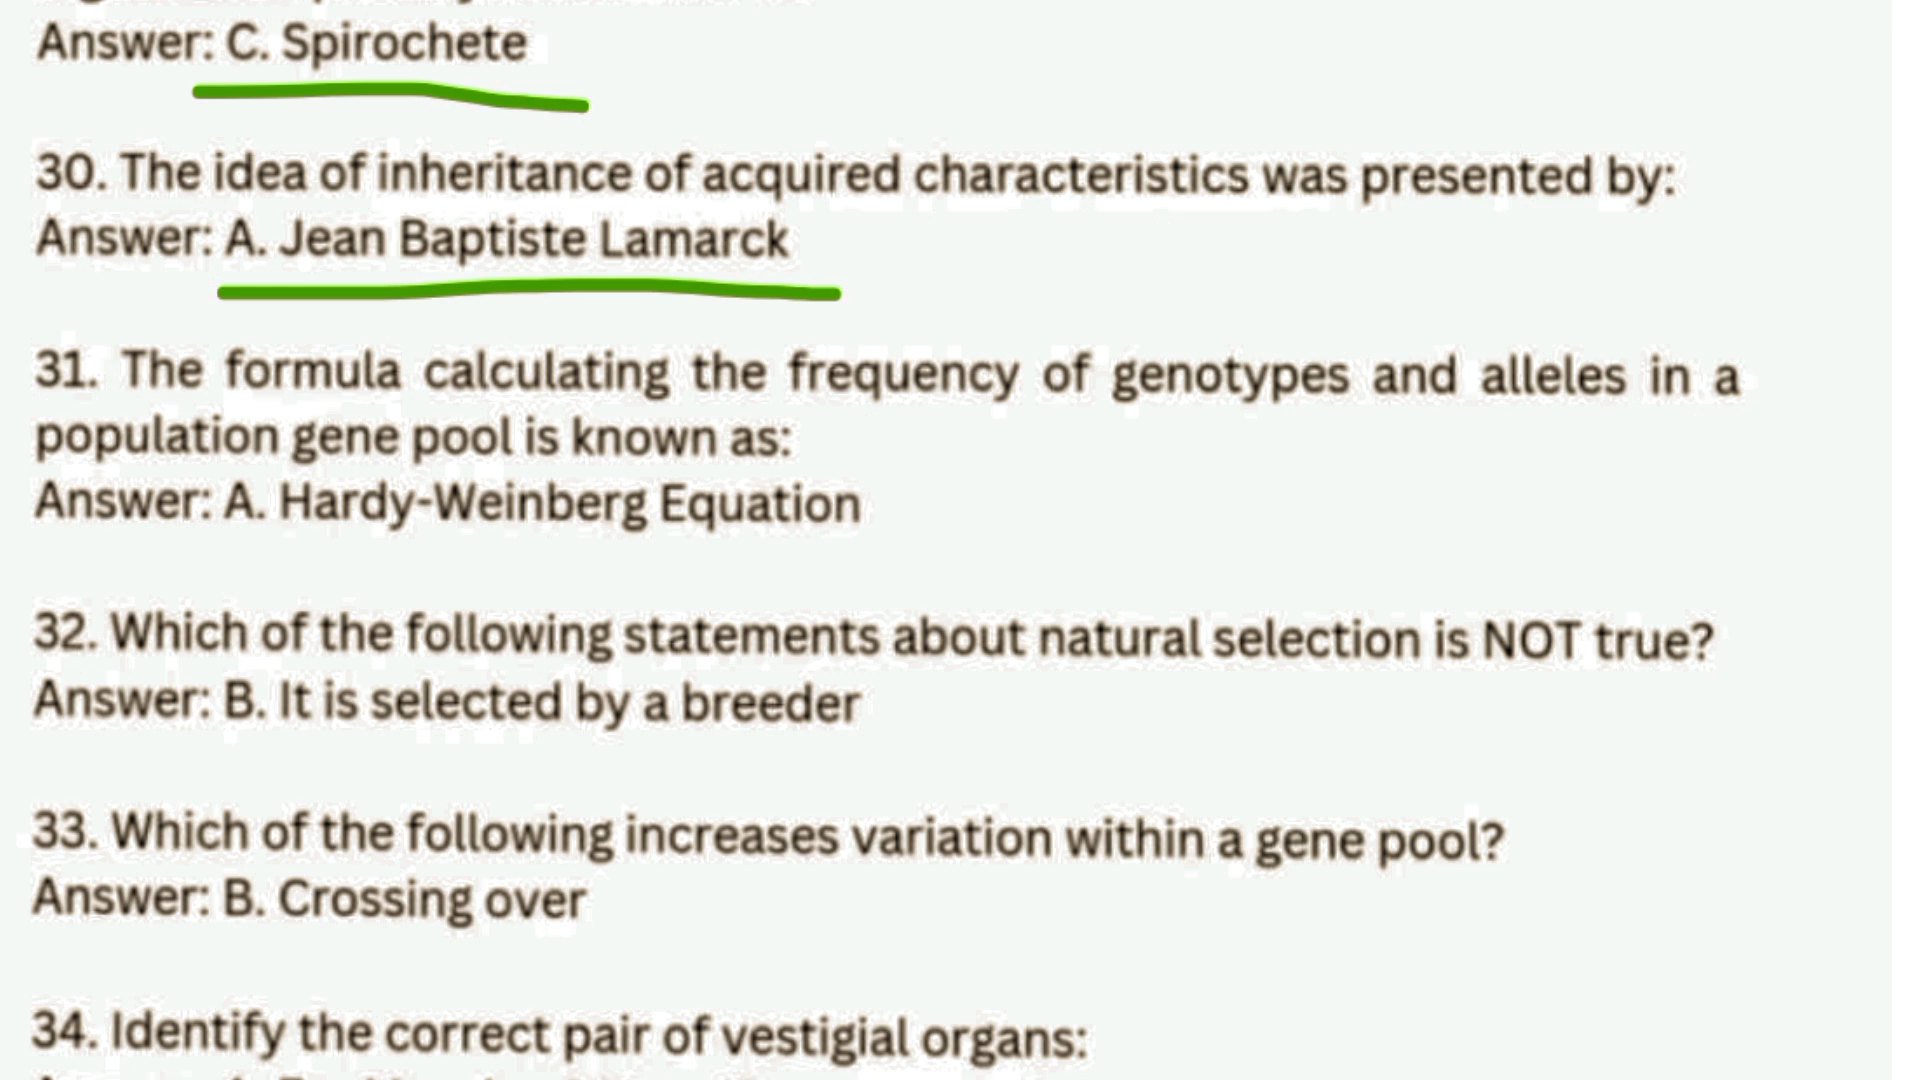 Answer: C. Spirochete
30. The idea of inheritance of acquired characteristics was presented by:
Answer: A. Jean Baptiste Lamarck
31. The formula calculating the frequency of genotypes and alleles in a
population gene pool is known as:
Answer: A. Hardy-Weinberg Equation
32. Which of the following statements about natural selection is NOT true?
Answer: B. It is selected by a breeder
33. Which of the following increases variation within a gene pool?
Answer: B. Crossing over
34. Identify the correct pair of vestigial organs: